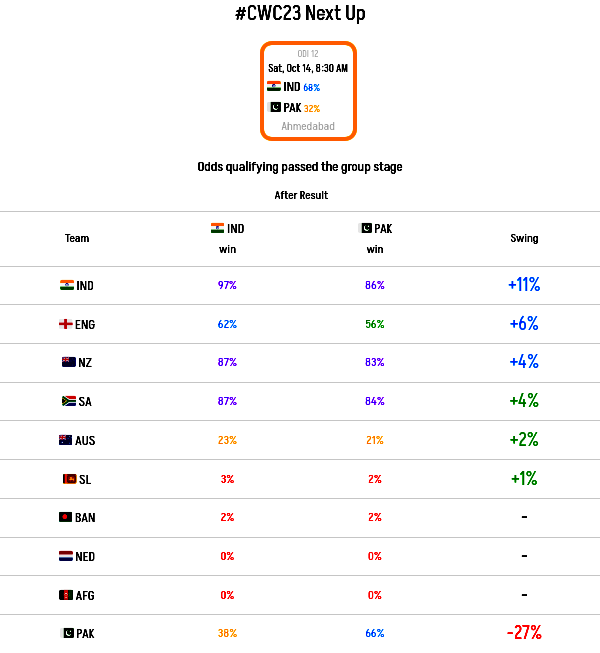 #CWC23 Next Up
ODI 12
Sat, Oct 14, 8:30 AM
IND 68%
PAK 32%
Ahmedabad
Odds qualifying passed the group stage
After Result
Team IND win PAK win Swing
IND 97% 86% +11%
ENG 62% 56% +6%
NZ 87% 83% +4%
SA 87% 84% +4%
AUS 23% 21% +2%
SL 3% 2% +1%
BAN 2% 2% -
NED 0% 0% -
AFG 0% 0% -
PAK 38% 66% -27%